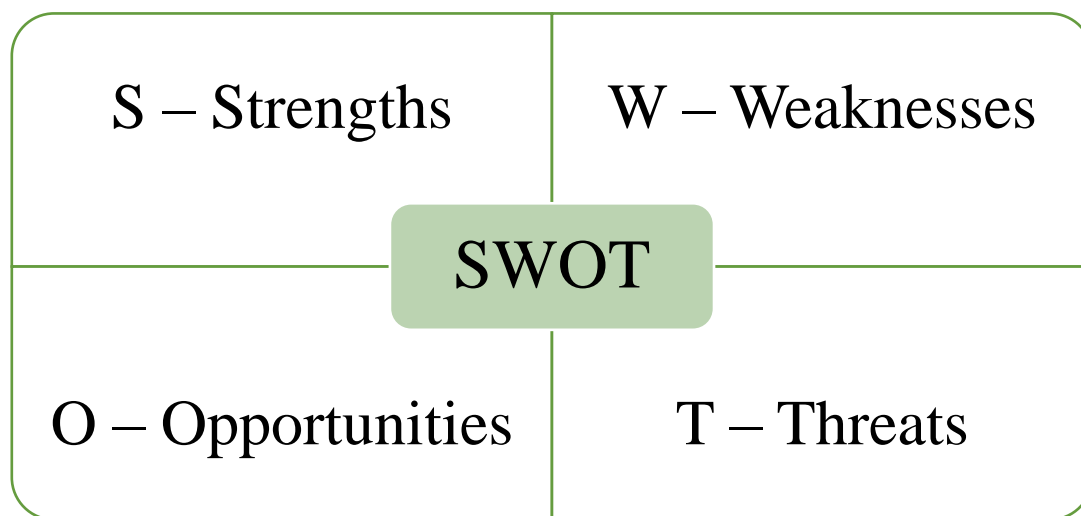 S – Strengths
W – Weaknesses
SWOT
O – Opportunities
T – Threats